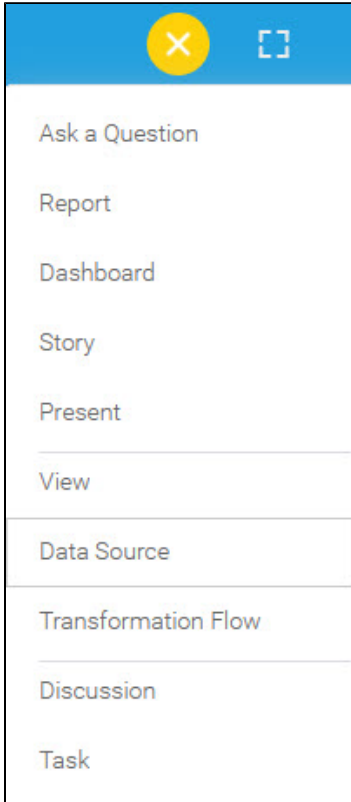 Ask a Question
Report
Dashboard
Story
Present
View
Data Source
Transformation Flow
Discussion
Task